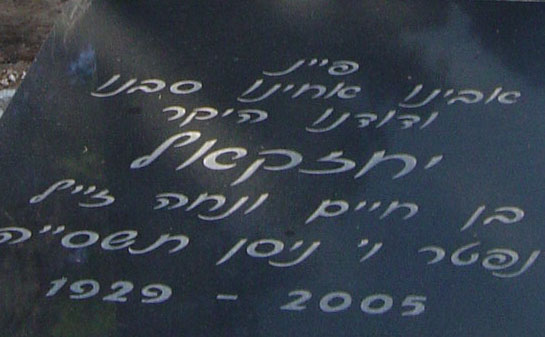 פ"נ
אבינו אחינו סבנו
ודודנו היקר
יחזקאל
בן חיים ונחה ז"ל
נפטר ו' ניסן תשס"ה
1929 - 2005